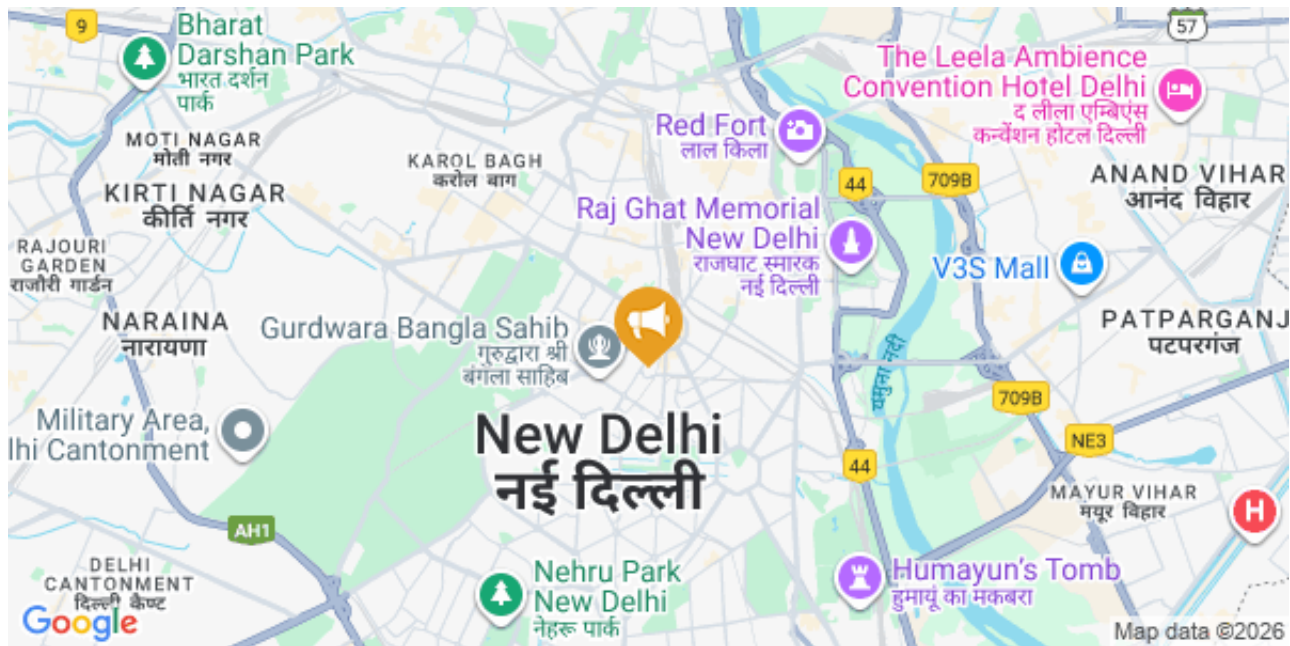 9
Bharat
Darshan Park
भारत दर्शन
पार्क
57
The Leela Ambience
Convention Hotel Delhi
द लीला एम्बिएंस
कन्वेंशन होटल दिल्ली
MOTI NAGAR
मोती नगर
KAROL BAGH
करोल बाग
Red Fort
लाल किला
KIRTI NAGAR
कीर्ति नगर
44
709B
ANAND VIHAR
आनंद विहार
Raj Ghat Memorial
New Delhi
राजघाट स्मारक
नई दिल्ली
RAJOURI
GARDEN
राजौरी गार्डन
V3S Mall
NARAINA
नारायणा
Gurdwara Bangla Sahib
गुरुद्वारा श्री
बंगला साहिब
PATPARGANJ
पटपरगंज
यमुना नदी
709B
Military Area,
lhi Cantonment
New Delhi
नई दिल्ली
NE3
44
MAYUR VIHAR
मयूर विहार
H
AH1
DELHI
CANTONMENT
दिल्ली कैण्ट
Nehru Park
New Delhi
नेहरू पार्क
Humayun's Tomb
हुमायूं का मकबरा
Google
Map data ©2026